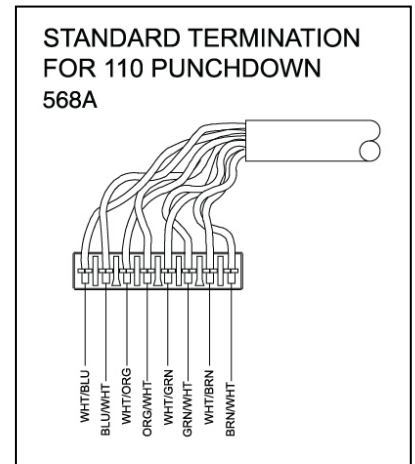 STANDARD TERMINATION
FOR 110 PUNCHDOWN
568A
WHT/BLU
BLU/WHT
WHT/ORG
ORG/WHT
WHT/GRN
GRN/WHT
WHT/BRN
BRN/WHT